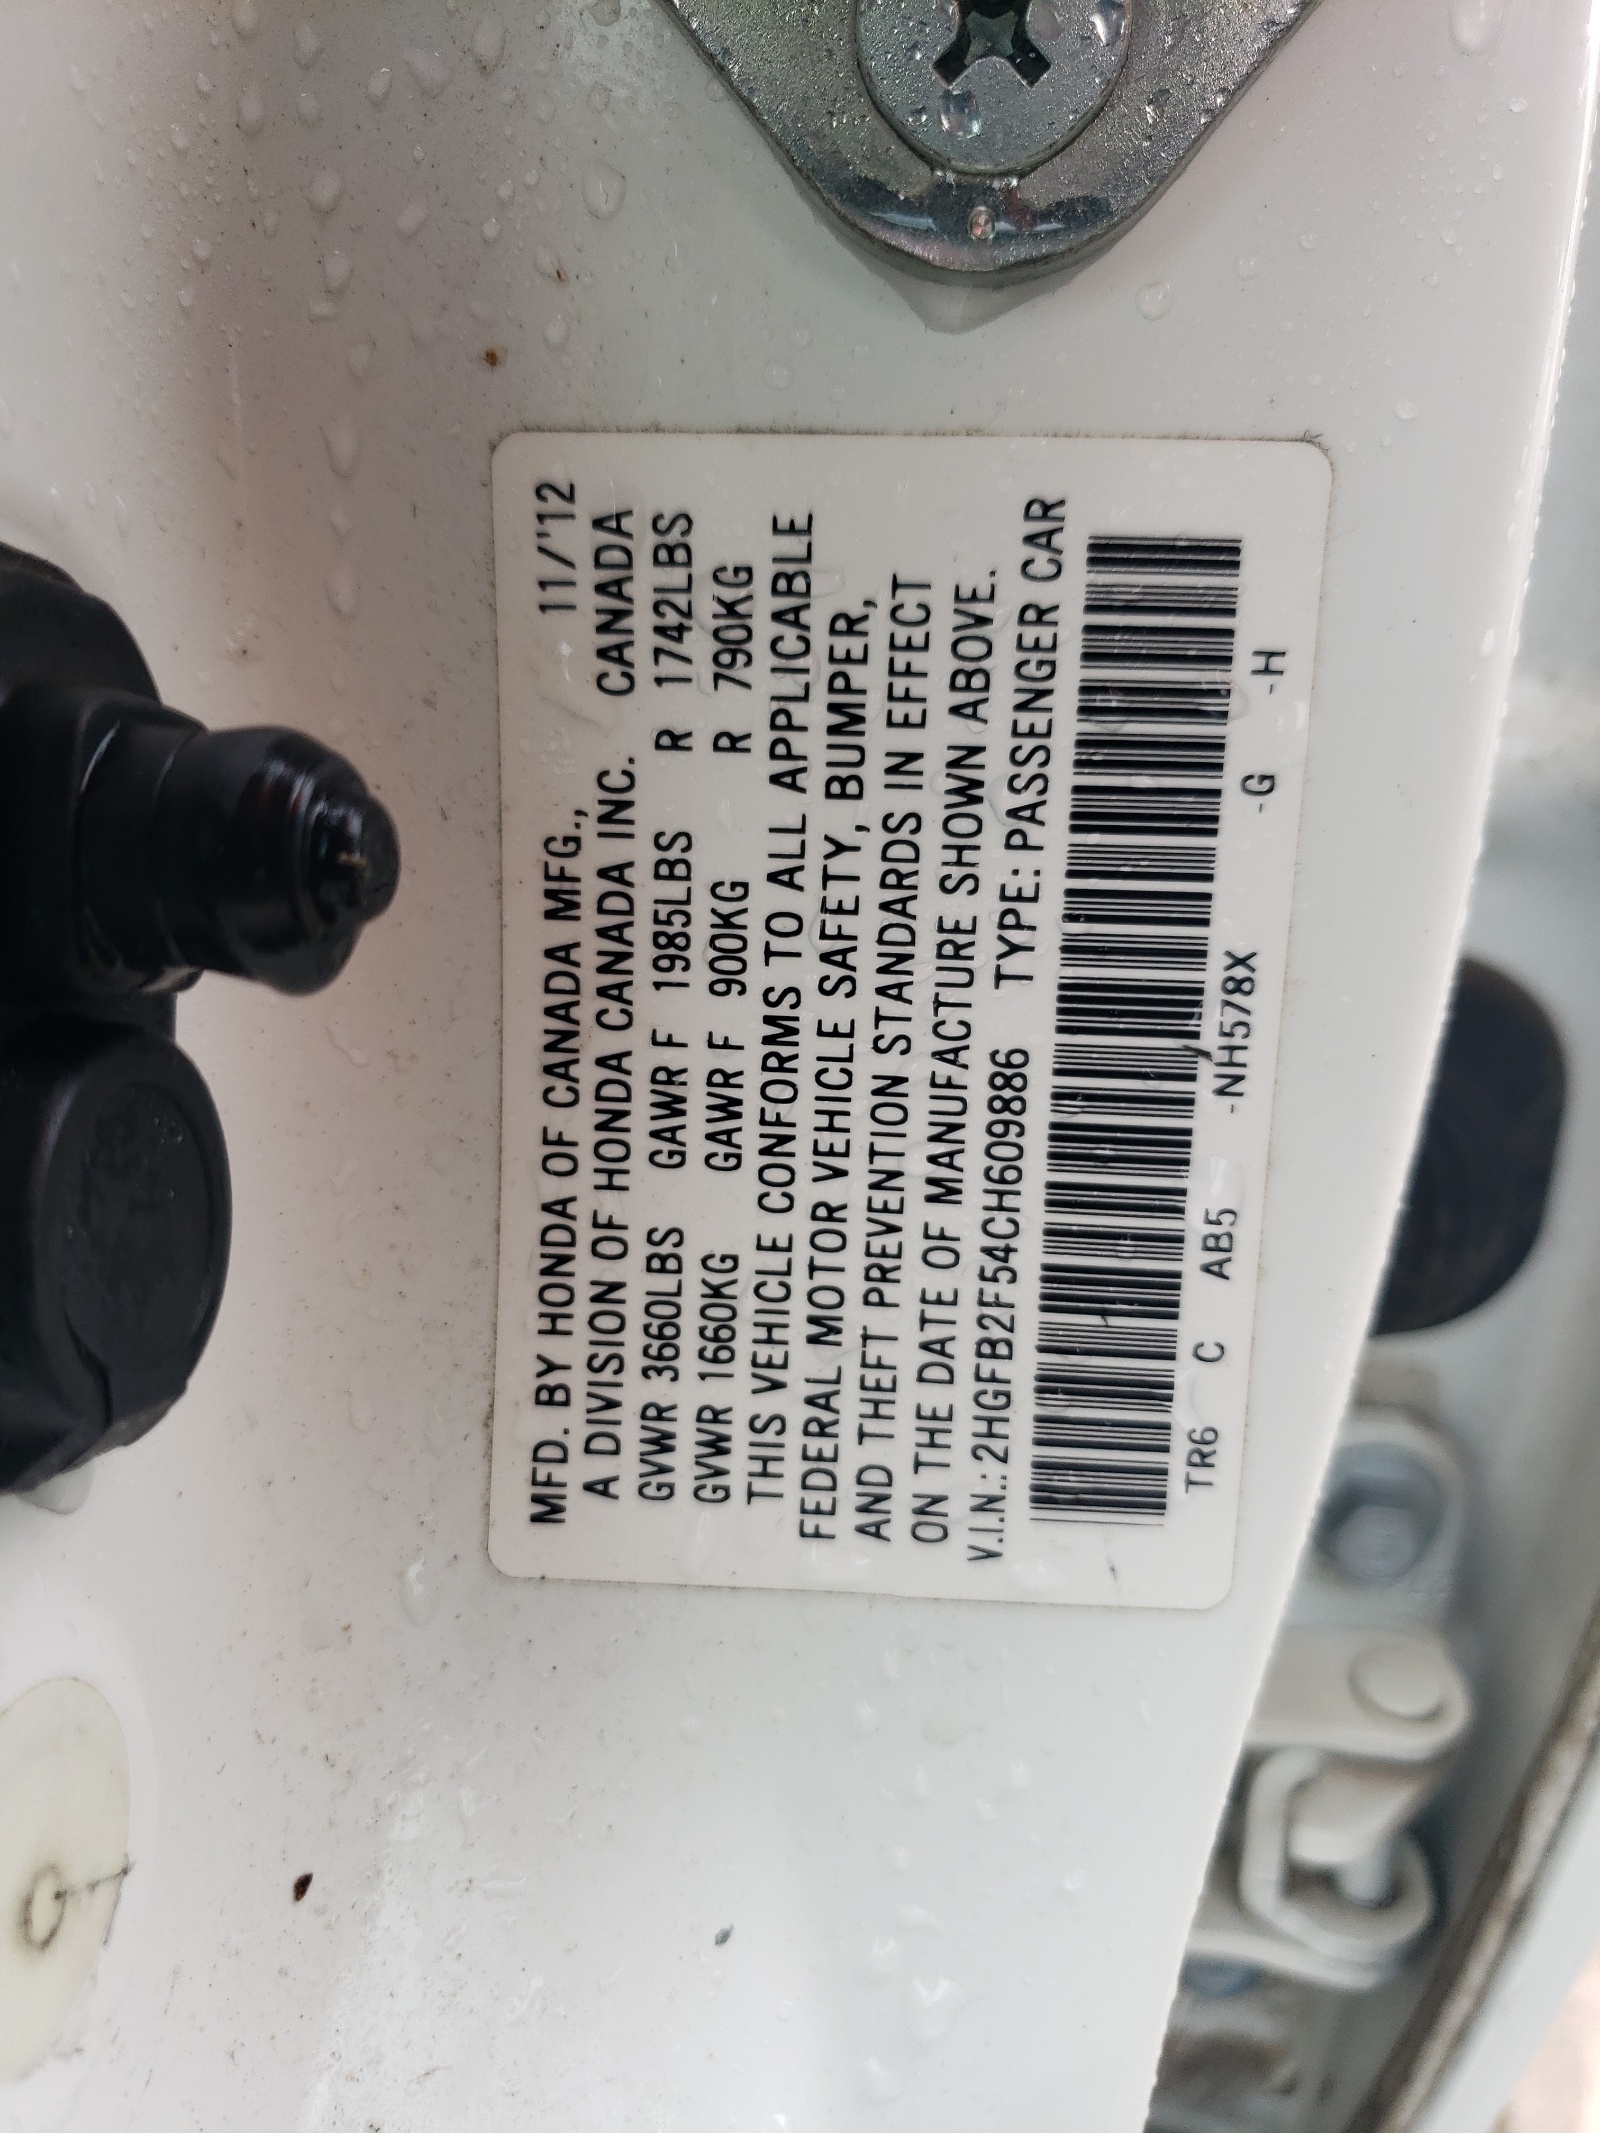 MFD. BY HONDA OF CANADA MFG., 11/'12
A DIVISION OF HONDA CANADA INC. CANADA
GVWR 3660LBS GAWR F 1985LBS R 1742LBS
GVWR 1660KG GAWR F 900KG R 790KG
THIS VEHICLE CONFORMS TO ALL APPLICABLE
FEDERAL MOTOR VEHICLE SAFETY, BUMPER,
AND THEFT PREVENTION STANDARDS IN EFFECT
ON THE DATE OF MANUFACTURE SHOWN ABOVE.
V.I.N.: 2HGFB2F54CH609886 TYPE: PASSENGER CAR
TR6 C AB5 -NH578X -G -H